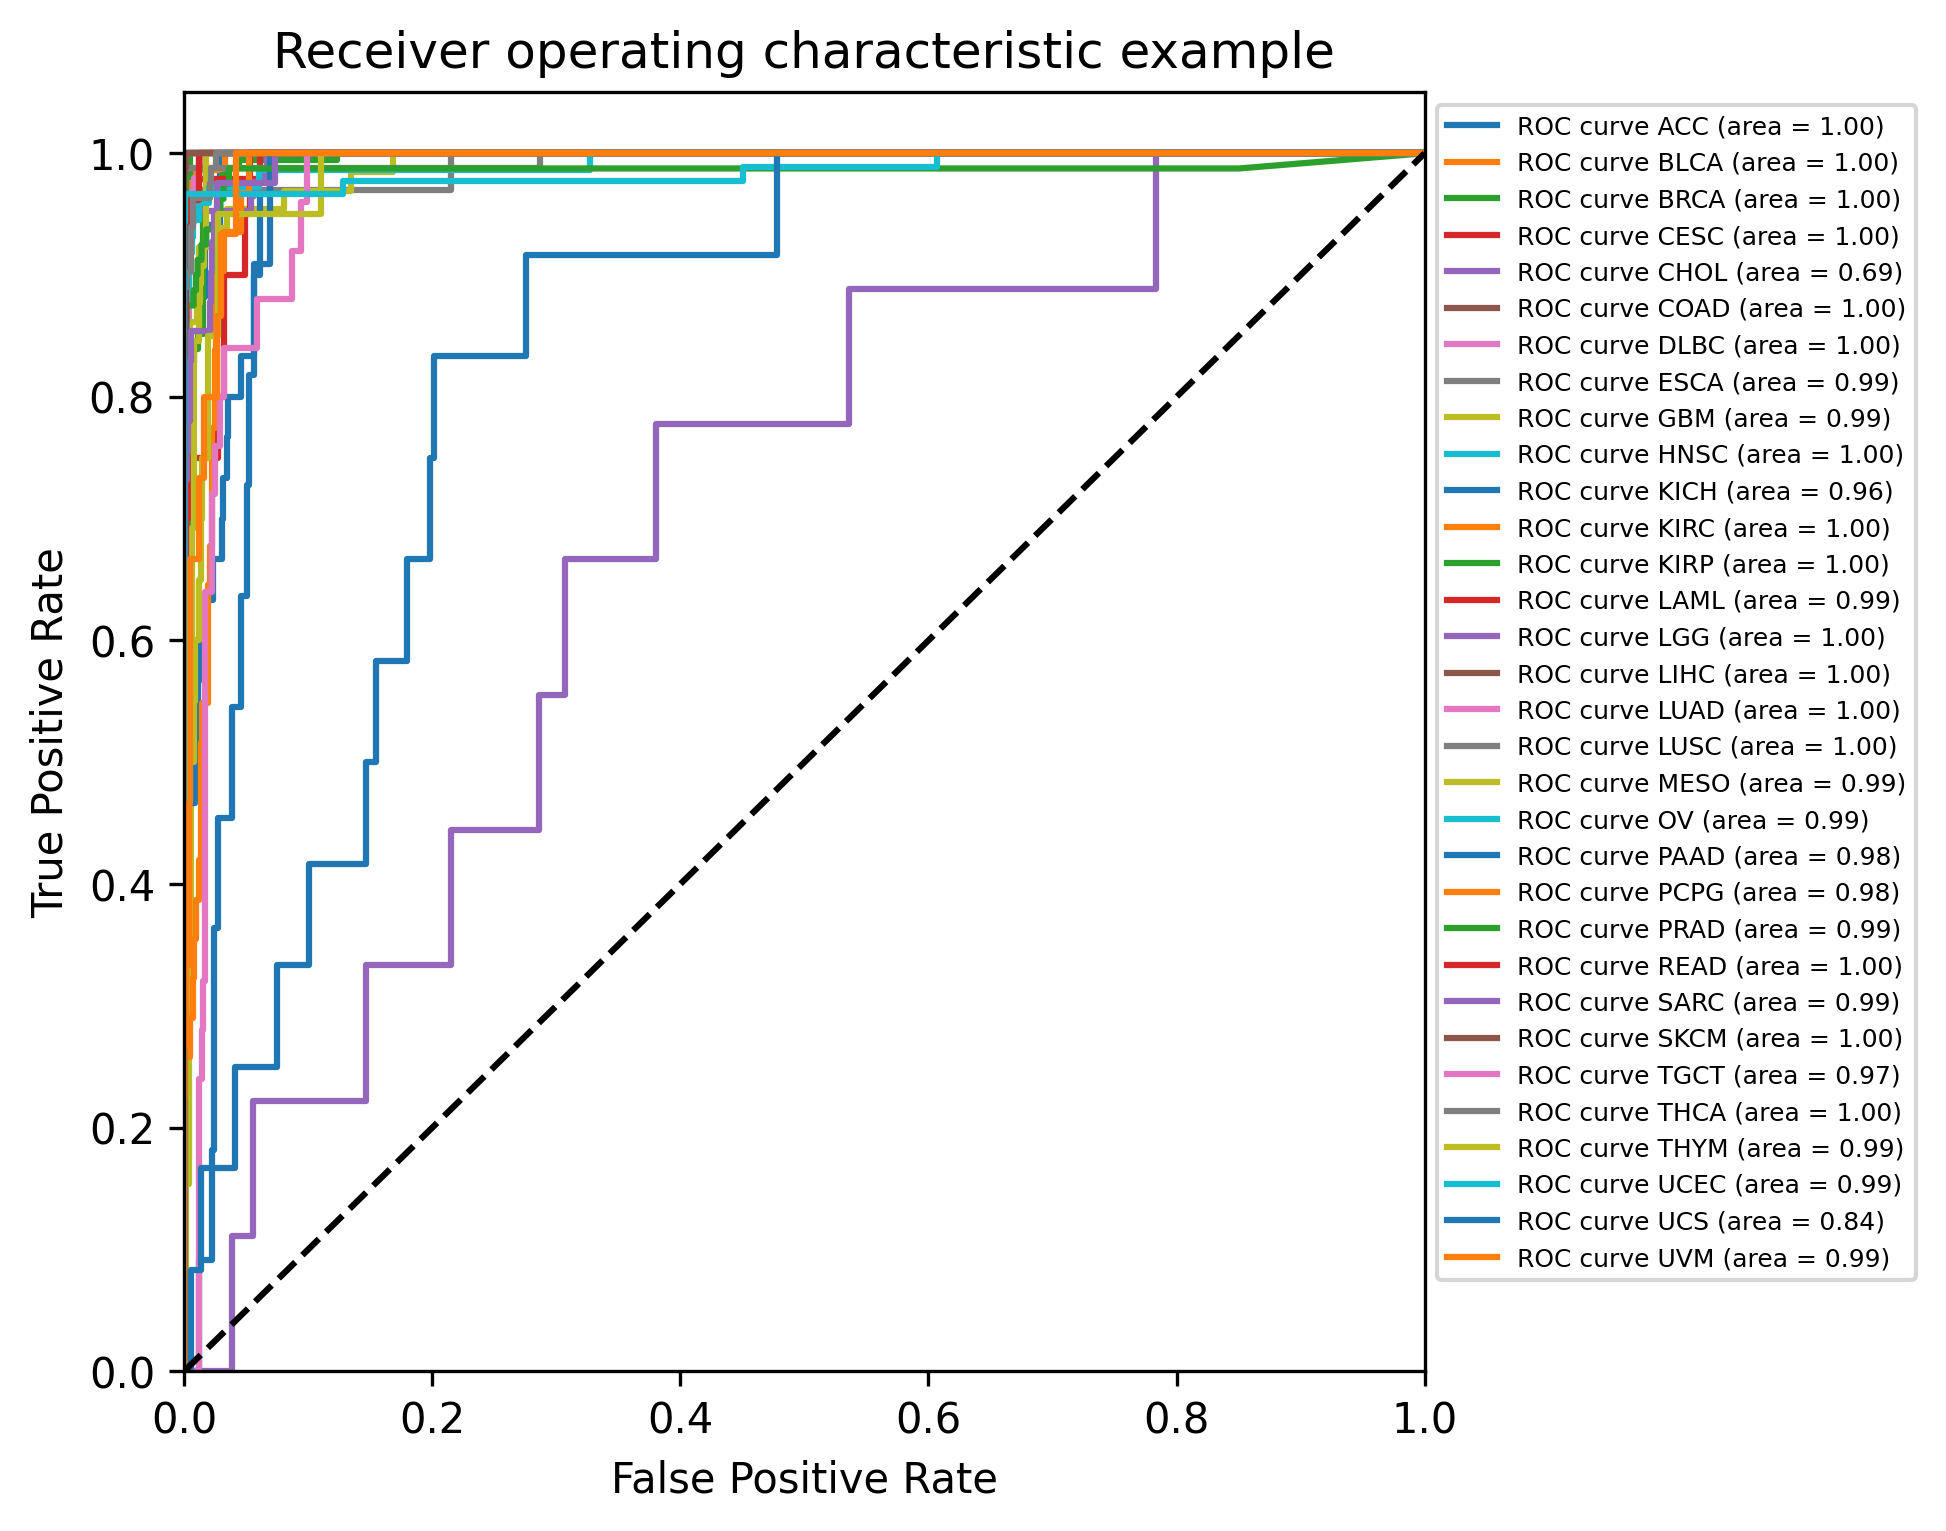 Receiver operating characteristic example
True Positive Rate
1.0
0.8
0.6
0.4
0.2
0.0
0.0 0.2 0.4 0.6 0.8 1.0
False Positive Rate
ROC curve ACC (area = 1.00)
ROC curve BLCA (area = 1.00)
ROC curve BRCA (area = 1.00)
ROC curve CESC (area = 1.00)
ROC curve CHOL (area = 0.69)
ROC curve COAD (area = 1.00)
ROC curve DLBC (area = 1.00)
ROC curve ESCA (area = 0.99)
ROC curve GBM (area = 0.99)
ROC curve HNSC (area = 1.00)
ROC curve KICH (area = 0.96)
ROC curve KIRC (area = 1.00)
ROC curve KIRP (area = 1.00)
ROC curve LAML (area = 0.99)
ROC curve LGG (area = 1.00)
ROC curve LIHC (area = 1.00)
ROC curve LUAD (area = 1.00)
ROC curve LUSC (area = 1.00)
ROC curve MESO (area = 0.99)
ROC curve OV (area = 0.99)
ROC curve PAAD (area = 0.98)
ROC curve PCPG (area = 0.98)
ROC curve PRAD (area = 0.99)
ROC curve READ (area = 1.00)
ROC curve SARC (area = 0.99)
ROC curve SKCM (area = 1.00)
ROC curve TGCT (area = 0.97)
ROC curve THCA (area = 1.00)
ROC curve THYM (area = 0.99)
ROC curve UCEC (area = 0.99)
ROC curve UCS (area = 0.84)
ROC curve UVM (area = 0.99)